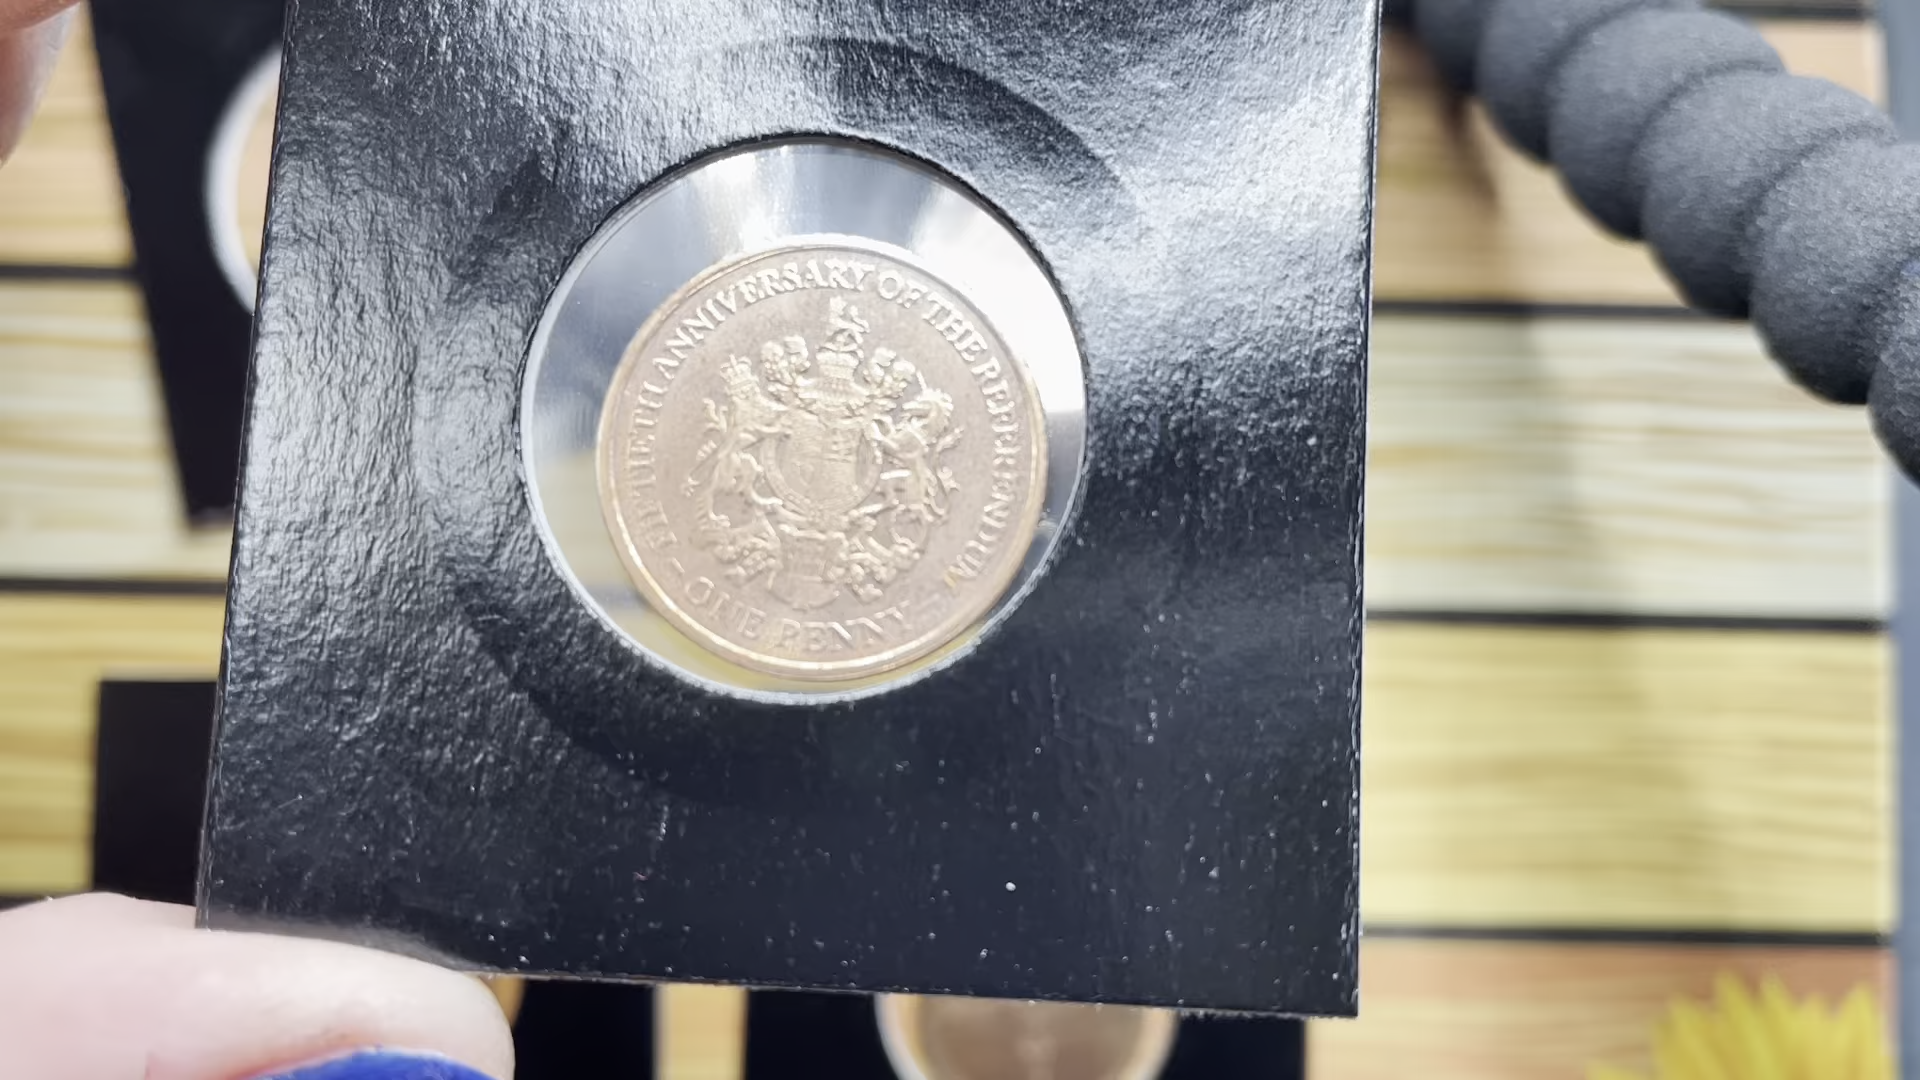 FIFTIETH ANNIVERSARY OF THE REFERENDUM
- ONE PENNY -